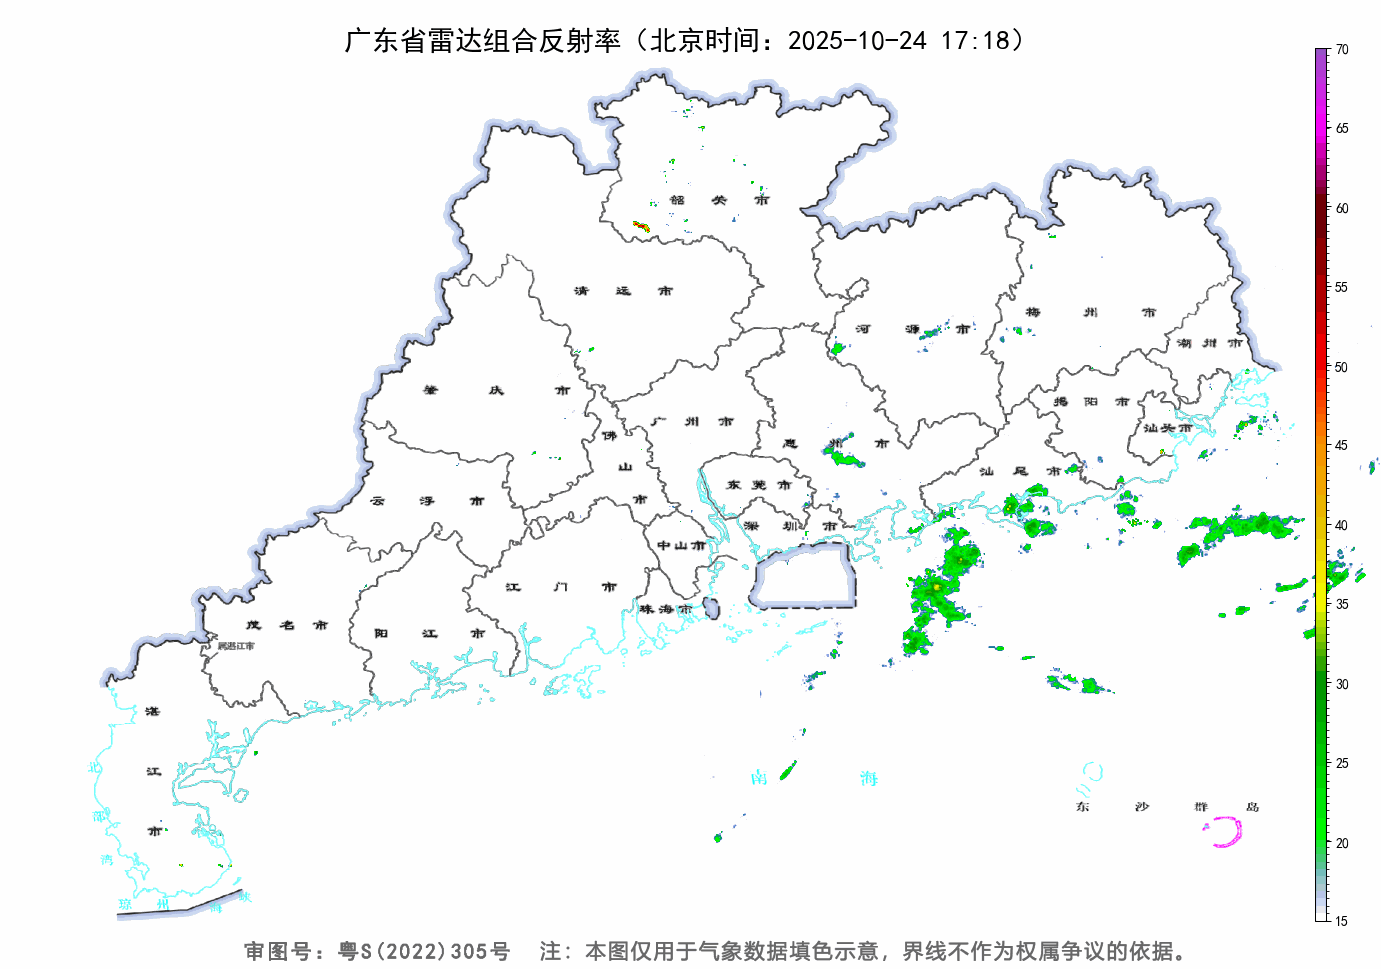 广东省雷达组合反射率（北京时间：2025-10-24 17:18）
70
65
60
55
50
45
40
35
30
25
20
15
韶 关 市
清 远 市
河 源 市
梅 州 市
潮 州 市
肇 庆 市
广 州 市
揭 阳 市
汕头市
佛 山 市
惠 州 市
汕 尾 市
云 浮 市
东 莞 市
深 圳 市
中山市
江 门 市
珠海市
茂 名 市
阳 江 市
属湛江市
湛 江 市
北 部 湾
南 海
东 沙 群 岛
琼 州 海 峡
审图号：粤S(2022)305号 注：本图仅用于气象数据填色示意，界线不作为权属争议的依据。